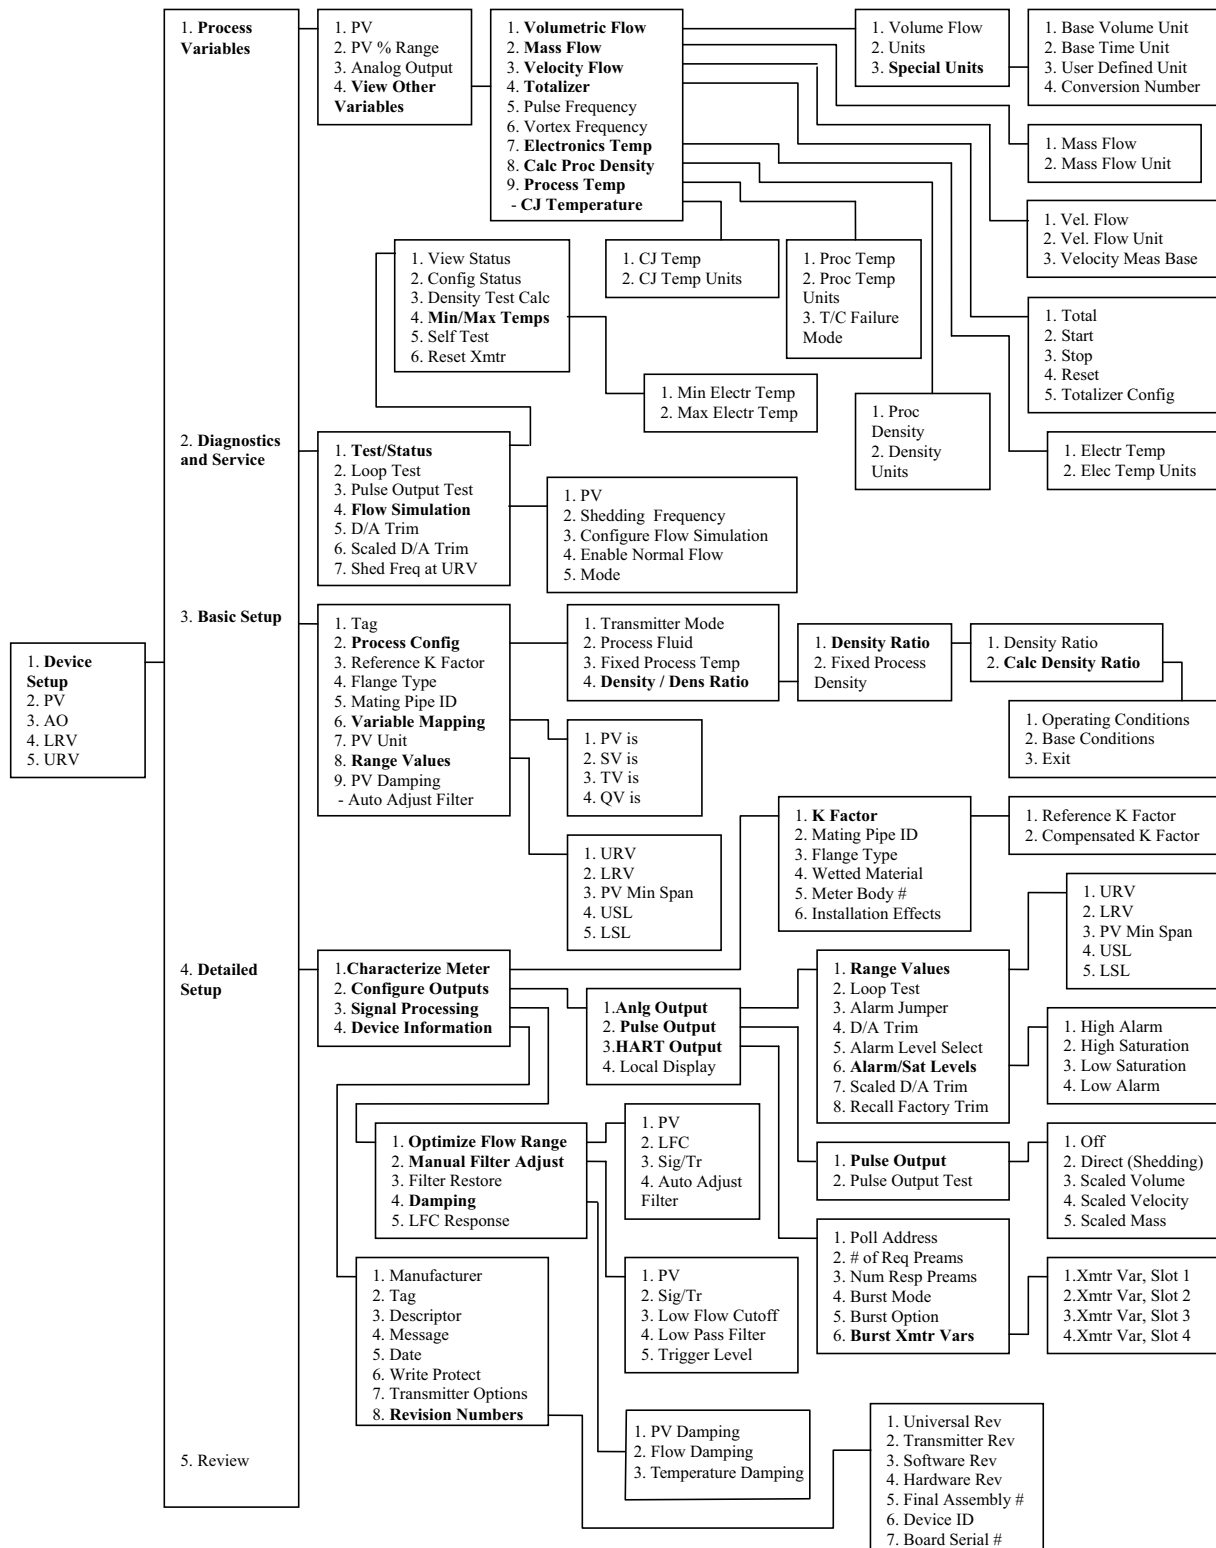 1. Device
Setup
2. PV
3. AO
4. LRV
5. URV
1. Process
Variables
2. Diagnostics
and Service
3. Basic Setup
4. Detailed
Setup
5. Review
1. PV
2. PV % Range
3. Analog Output
4. View Other
Variables
1. Volumetric Flow
2. Mass Flow
3. Velocity Flow
4. Totalizer
5. Pulse Frequency
6. Vortex Frequency
7. Electronics Temp
8. Calc Proc Density
9. Process Temp
- CJ Temperature
1. Volume Flow
2. Units
3. Special Units
1. Base Volume Unit
2. Base Time Unit
3. User Defined Unit
4. Conversion Number
1. Mass Flow
2. Mass Flow Unit
1. Vel. Flow
2. Vel. Flow Unit
3. Velocity Meas Base
1. Total
2. Start
3. Stop
4. Reset
5. Totalizer Config
1. Electr Temp
2. Elec Temp Units
1. Proc
Density
2. Density
Units
1. Proc Temp
2. Proc Temp
Units
3. T/C Failure
Mode
1. CJ Temp
2. CJ Temp Units
1. View Status
2. Config Status
3. Density Test Calc
4. Min/Max Temps
5. Self Test
6. Reset Xmtr
1. Min Electr Temp
2. Max Electr Temp
1. Test/Status
2. Loop Test
3. Pulse Output Test
4. Flow Simulation
5. D/A Trim
6. Scaled D/A Trim
7. Shed Freq at URV
1. PV
2. Shedding  Frequency
3. Configure Flow Simulation
4. Enable Normal Flow
5. Mode
1. Tag
2. Process Config
3. Reference K Factor
4. Flange Type
5. Mating Pipe ID
6. Variable Mapping
7. PV Unit
8. Range Values
9. PV Damping
- Auto Adjust Filter
1. Transmitter Mode
2. Process Fluid
3. Fixed Process Temp
4. Density / Dens Ratio
1. Density Ratio
2. Fixed Process
Density
1. Density Ratio
2. Calc Density Ratio
1. Operating Conditions
2. Base Conditions
3. Exit
1. PV is
2. SV is
3. TV is
4. QV is
1. URV
2. LRV
3. PV Min Span
4. USL
5. LSL
1.Characterize Meter
2. Configure Outputs
3. Signal Processing
4. Device Information
1. K Factor
2. Mating Pipe ID
3. Flange Type
4. Wetted Material
5. Meter Body #
6. Installation Effects
1. Reference K Factor
2. Compensated K Factor
1.Anlg Output
2. Pulse Output
3.HART Output
4. Local Display
1. Range Values
2. Loop Test
3. Alarm Jumper
4. D/A Trim
5. Alarm Level Select
6. Alarm/Sat Levels
7. Scaled D/A Trim
8. Recall Factory Trim
1. URV
2. LRV
3. PV Min Span
4. USL
5. LSL
1. High Alarm
2. High Saturation
3. Low Saturation
4. Low Alarm
1. Pulse Output
2. Pulse Output Test
1. Off
2. Direct (Shedding)
3. Scaled Volume
4. Scaled Velocity
5. Scaled Mass
1. Poll Address
2. # of Req Preams
3. Num Resp Preams
4. Burst Mode
5. Burst Option
6. Burst Xmtr Vars
1.Xmtr Var, Slot 1
2.Xmtr Var, Slot 2
3.Xmtr Var, Slot 3
4.Xmtr Var, Slot 4
1. Optimize Flow Range
2. Manual Filter Adjust
3. Filter Restore
4. Damping
5. LFC Response
1. PV
2. LFC
3. Sig/Tr
4. Auto Adjust
Filter
1. PV
2. Sig/Tr
3. Low Flow Cutoff
4. Low Pass Filter
5. Trigger Level
1. PV Damping
2. Flow Damping
3. Temperature Damping
1. Manufacturer
2. Tag
3. Descriptor
4. Message
5. Date
6. Write Protect
7. Transmitter Options
8. Revision Numbers
1. Universal Rev
2. Transmitter Rev
3. Software Rev
4. Hardware Rev
5. Final Assembly #
6. Device ID
7. Board Serial #